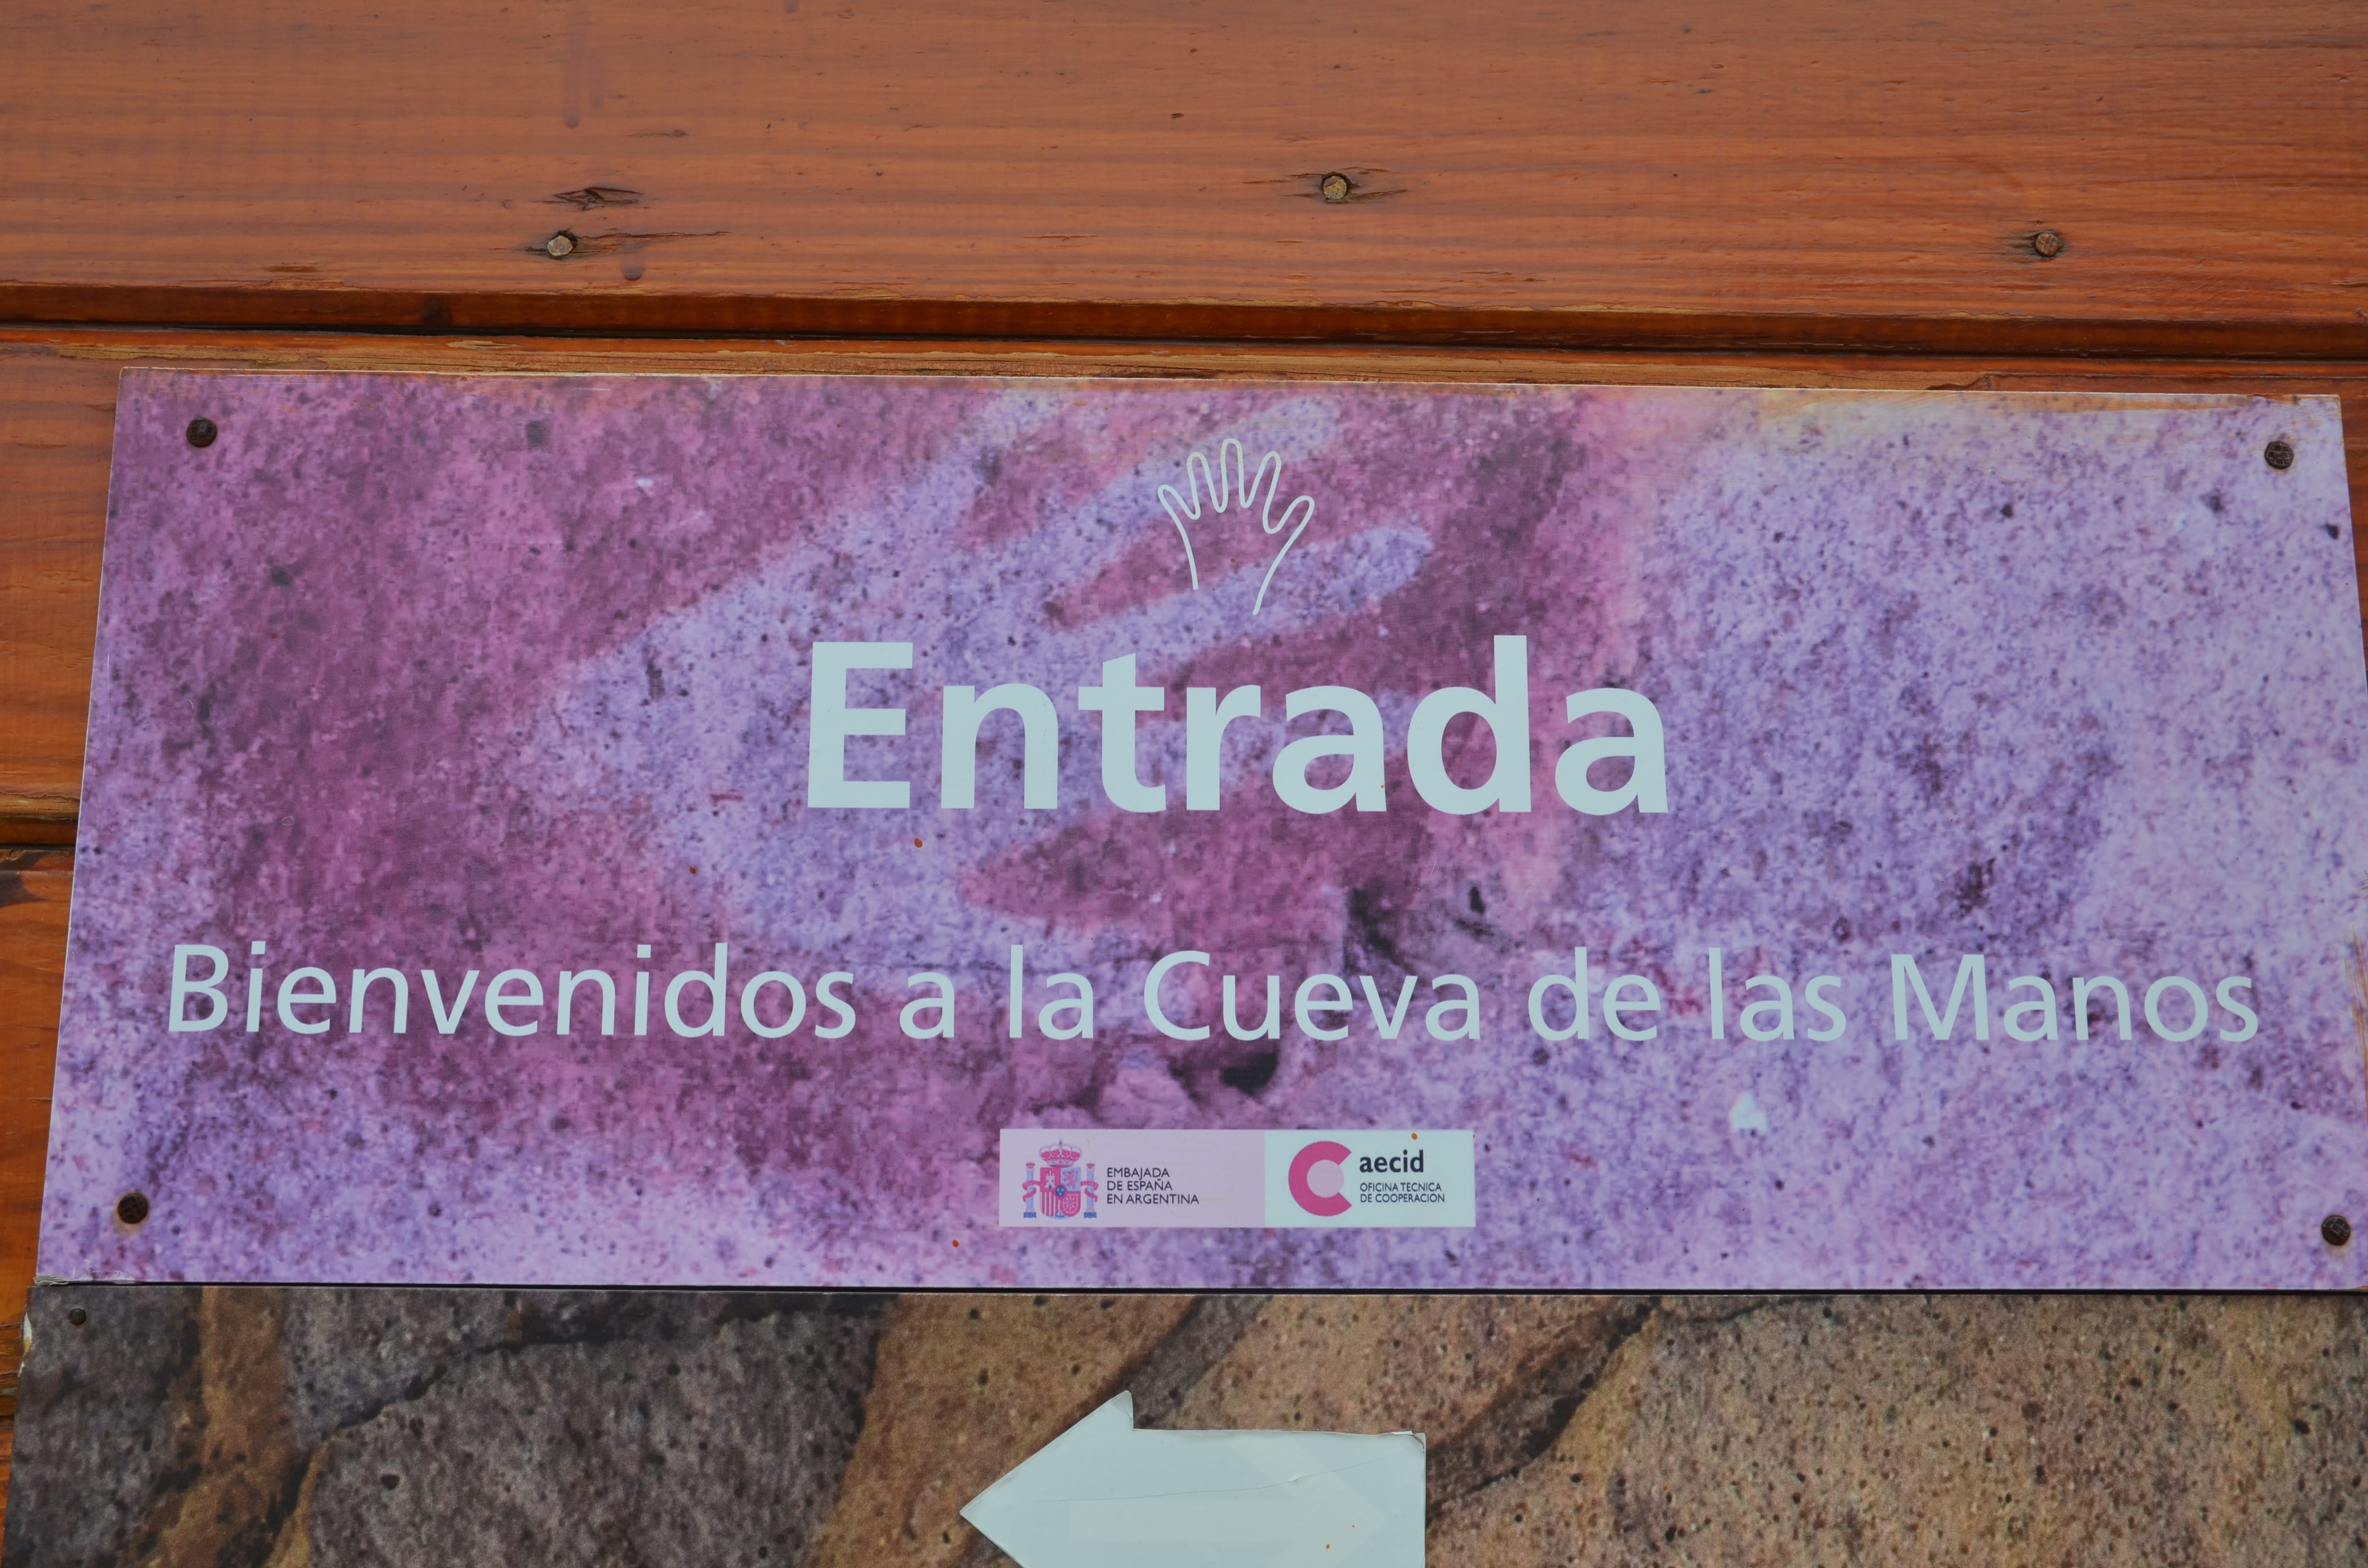 Entrada
Bienvenidos a la Cueva de las Manos
EMBAJADA
DE ESPAÑA
EN ARGENTINA
aecid
OFICINA TECNICA
DE COOPERACION